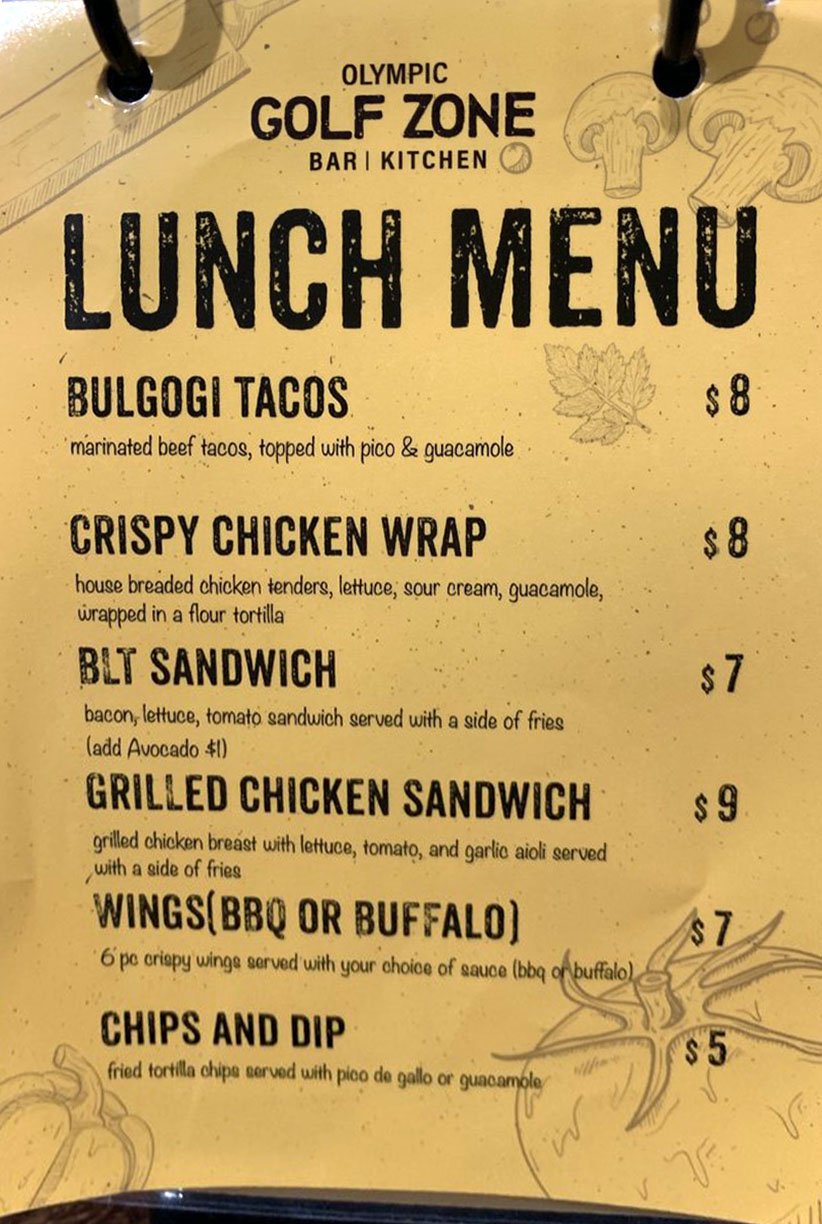 OLYMPIC
GOLF ZONE
BAR | KITCHEN
LUNCH MENU
BULGOGI TACOS $8
marinated beef tacos, topped with pico & guacamole
CRISPY CHICKEN WRAP $8
house breaded chicken tenders, lettuce, sour cream, guacamole,
wrapped in a flour tortilla
BLT SANDWICH $7
bacon, lettuce, tomato sandwich served with a side of fries
(add Avocado $1)
GRILLED CHICKEN SANDWICH $9
grilled chicken breast with lettuce, tomato, and garlic aioli served
with a side of fries
WINGS(BBQ OR BUFFALO) $7
6 pc crispy wings served with your choice of sauce (bbq or buffalo)
CHIPS AND DIP $5
fried tortilla chips served with pico de gallo or guacamole